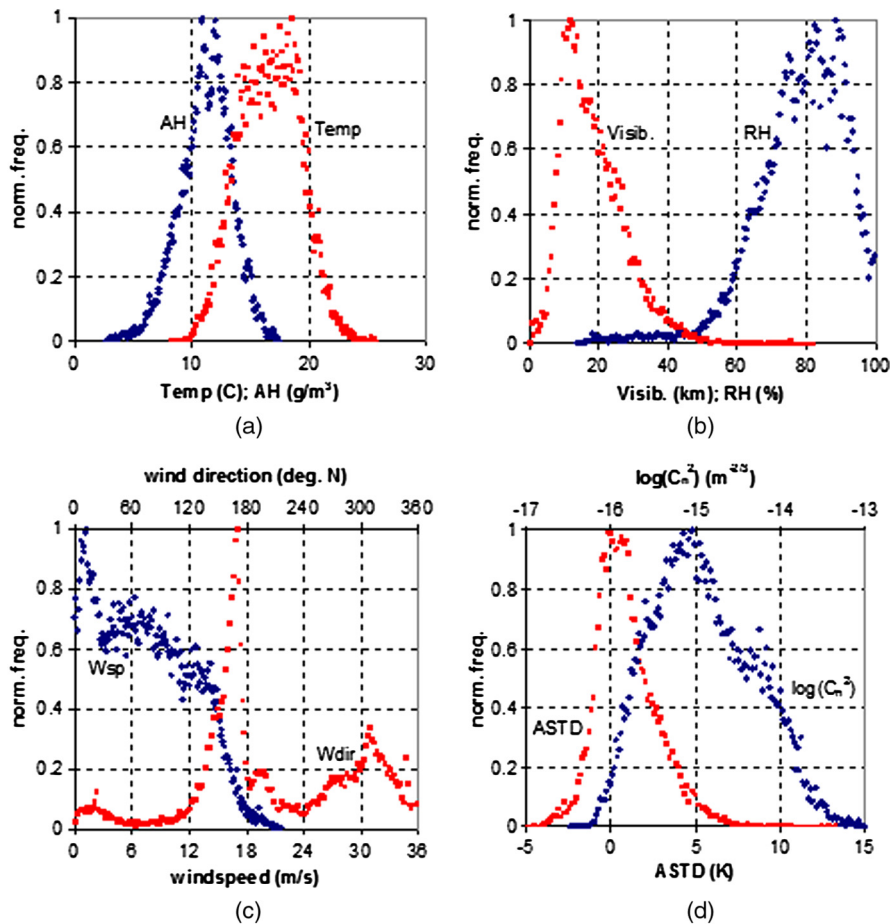 1
0.8
0.6
0.4
0.2
0
norm. freq.
AH
Temp
0 10 20 30
Temp (C); AH (g/m³)
(a)
1
0.8
0.6
0.4
0.2
0
norm. freq.
Visib.
RH
0 20 40 60 80 100
Visib. (km); RH (%)
(b)
wind direction (deg. N)
0 60 120 180 240 300 360
1
0.8
0.6
0.4
0.2
0
norm. freq.
Wsp
Wdir
0 6 12 18 24 30 36
windspeed (m/s)
(c)
log(Cₙ²) (m⁻²ᐟ³)
-17 -16 -15 -14 -13
1
0.8
0.6
0.4
0.2
0
norm. freq.
ASTD
log(Cₙ²)
-5 0 5 10 15
ASTD (K)
(d)